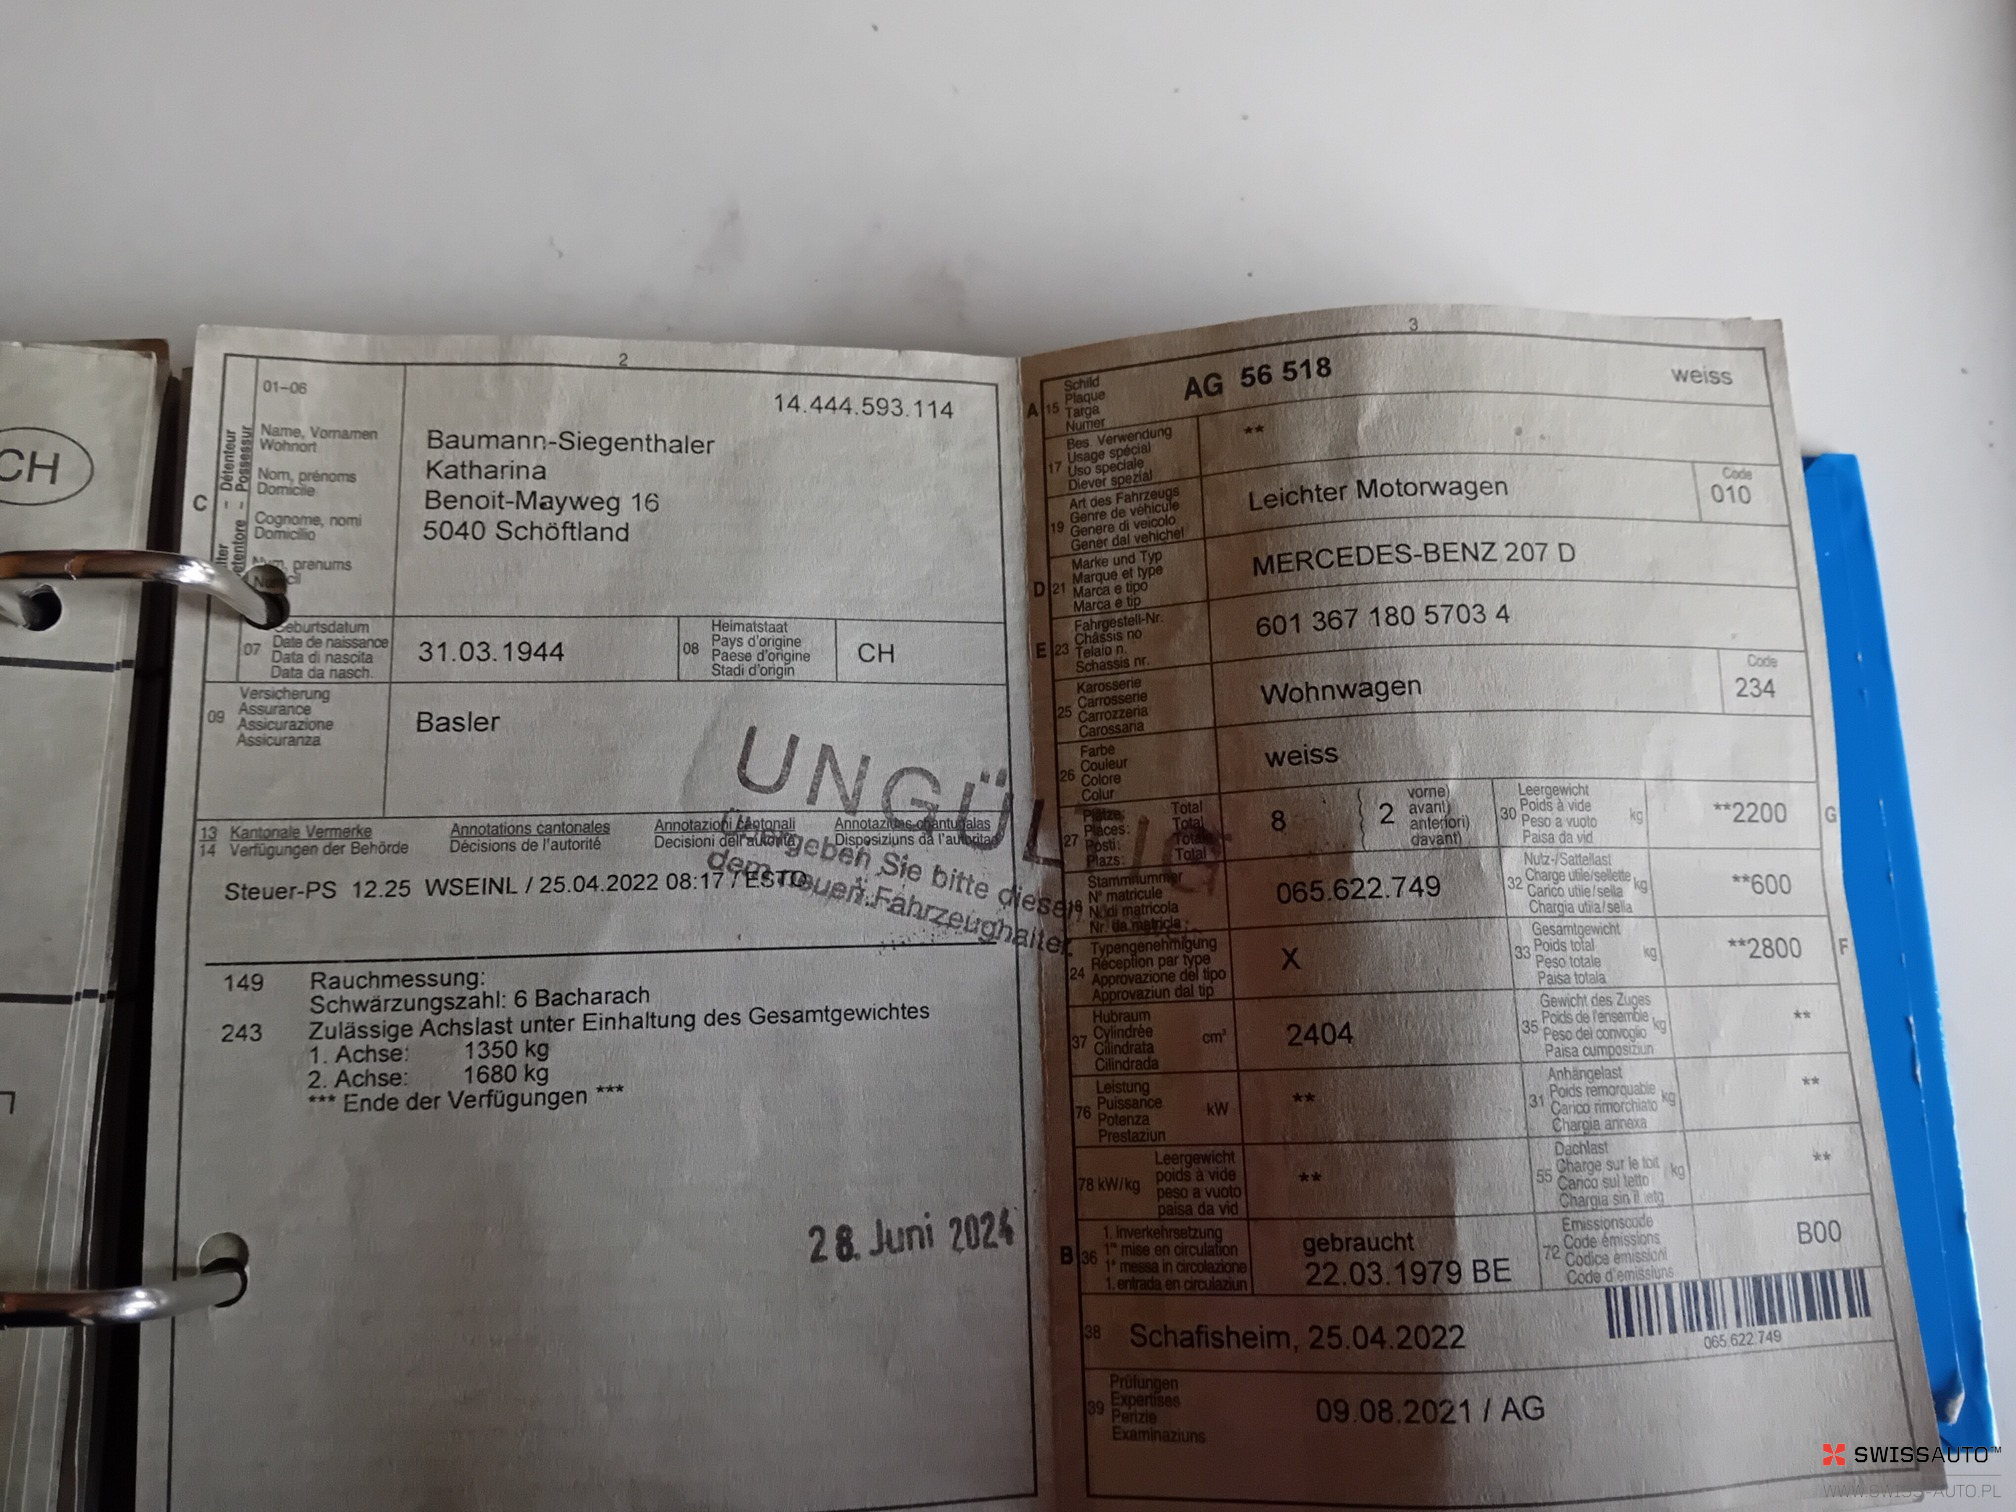 CH
2
01–06
14.444.593.114
C
Détenteur
Possessur
Name, Vornamen
Wohnort
Nom, prénoms
Domicile
Cognome, nomi
Domicilio
prenums
Baumann-Siegenthaler
Katharina
Benoit-Mayweg 16
5040 Schöftland
07
Geburtsdatum
Date de naissance
Data di nascita
Data da nasch.
31.03.1944
08
Heimatstaat
Pays d'origine
Paese d'origine
Stadi d'origin
CH
09
Versicherung
Assurance
Assicurazione
Assicuranza
Basler
UNGÜLTIG
Übergeben Sie bitte diesen
dem neuen Fahrzeughalter
13 Kantonale Vermerke
14 Verfügungen der Behörde
Annotations cantonales
Décisions de l'autorité
Annotazioni cantonali
Decisioni dell'autorità
Annotaziuns chantunalas
Disposiziuns da l'autoritad
Steuer-PS 12.25 WSEINL / 25.04.2022 08:17 / ESTD
149 Rauchmessung:
Schwärzungszahl: 6 Bacharach
243 Zulässige Achslast unter Einhaltung des Gesamtgewichtes
1. Achse: 1350 kg
2. Achse: 1680 kg
*** Ende der Verfügungen ***
28. Juni 2024
3
A 15
Schild
Plaque
Targa
Numer
AG 56 518
weiss
17
Bes. Verwendung
Usage spécial
Uso speciale
Diever spezial
**
19
Art des Fahrzeugs
Genre de véhicule
Genere di veicolo
Gener dal vehichel
Leichter Motorwagen
Code
010
D 21
Marke und Typ
Marque et type
Marca e tipo
Marca e tip
MERCEDES-BENZ 207 D
E 23
Fahrgestell-Nr.
Châssis no
Telaio n.
Schassis nr.
601 367 180 5703 4
25
Karosserie
Carrosserie
Carrozzeria
Carossaria
Wohnwagen
Code
234
26
Farbe
Couleur
Colore
Colur
weiss
27
Plätze: Total
Places: Total
Posti: Totale
Plazs: Total
8
2
vorne)
avant)
anteriori)
davant)
30
Leergewicht
Poids à vide
Peso a vuoto
Paisa da vid
kg
**2200
G
18
Stammnummer
N° matricule
N. di matricola
Nr. da matricla
065.622.749
32
Nutz-/Sattellast
Charge utile/sellette
Carico utile/sella
Chargia utila/sella
kg
**600
24
Typengenehmigung
Réception par type
Approvazione del tipo
Approvaziun dal tip
X
33
Gesamtgewicht
Poids total
Peso totale
Paisa totala
kg
**2800
F
37
Hubraum
Cylindrée
Cilindrata
Cilindrada
cm³
2404
35
Gewicht des Zuges
Poids de l'ensemble
Peso del convoglio
Paisa cumposiziun
kg
**
76
Leistung
Puissance
Potenza
Prestaziun
kW
**
31
Anhängelast
Poids remorquable
Carico rimorchiato
Chargia annexa
kg
**
78 kW/kg
Leergewicht
poids à vide
peso a vuoto
paisa da vid
**
55
Dachlast
Charge sur le toit
Carico sul tetto
kg
**
B 36
1. Inverkehrsetzung
1re mise en circulation
1a messa in circolazione
1. entrada en circulaziun
gebraucht
22.03.1979 BE
72
Emissionscode
Code émissions
Codice emissioni
Code d'emissiuns
B00
38
Schafisheim, 25.04.2022
065.622.749
39
Prüfungen
Expertises
Perizie
Examinaziuns
09.08.2021 / AG
SWISSAUTO™
WWW.SWISS-AUTO.PL